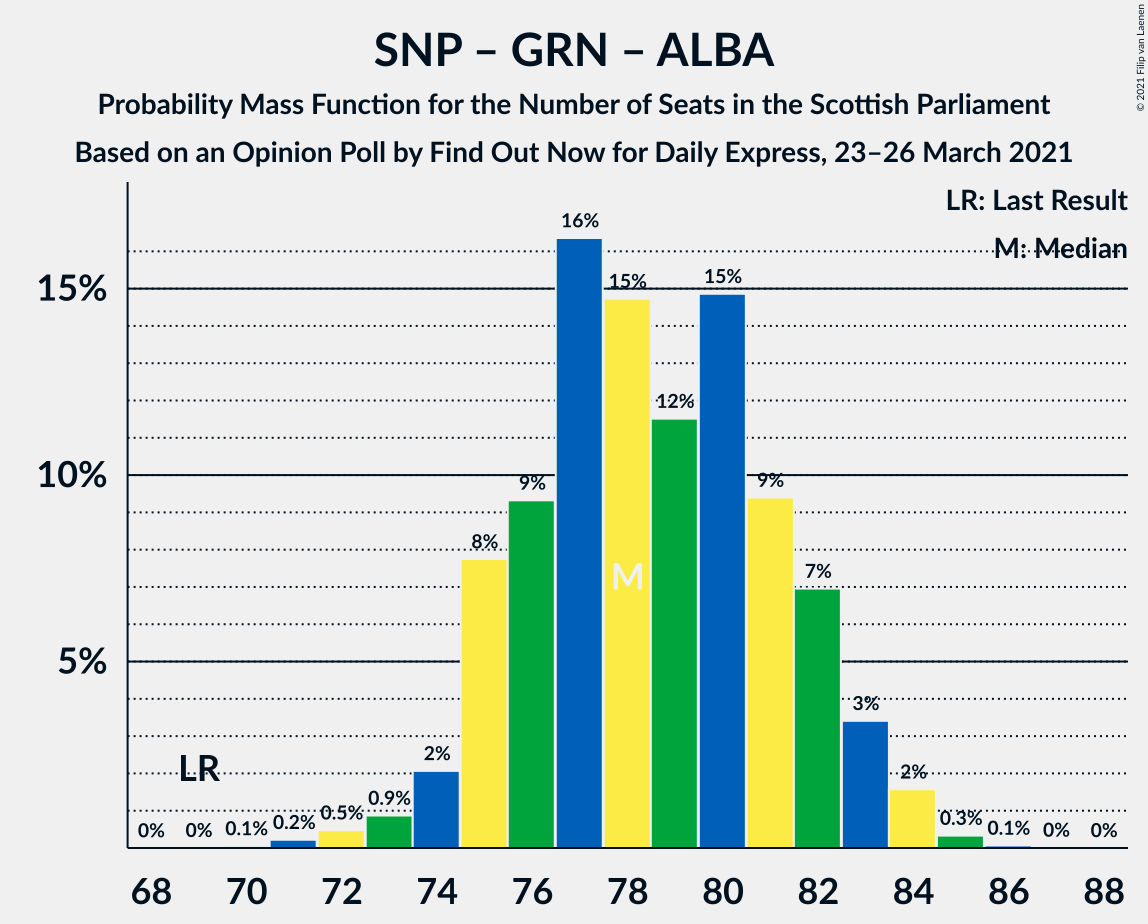 SNP – GRN – ALBA
Probability Mass Function for the Number of Seats in the Scottish Parliament
Based on an Opinion Poll by Find Out Now for Daily Express, 23–26 March 2021
© 2021 Filip van Laenen
LR: Last Result
M: Median
15%
10%
5%
16%
15%
15%
12%
9%
9%
8%
M
7%
3%
LR
2%
2%
0%
0%
0.1%
0.2%
0.5%
0.9%
0.3%
0.1%
0%
0%
68 70 72 74 76 78 80 82 84 86 88